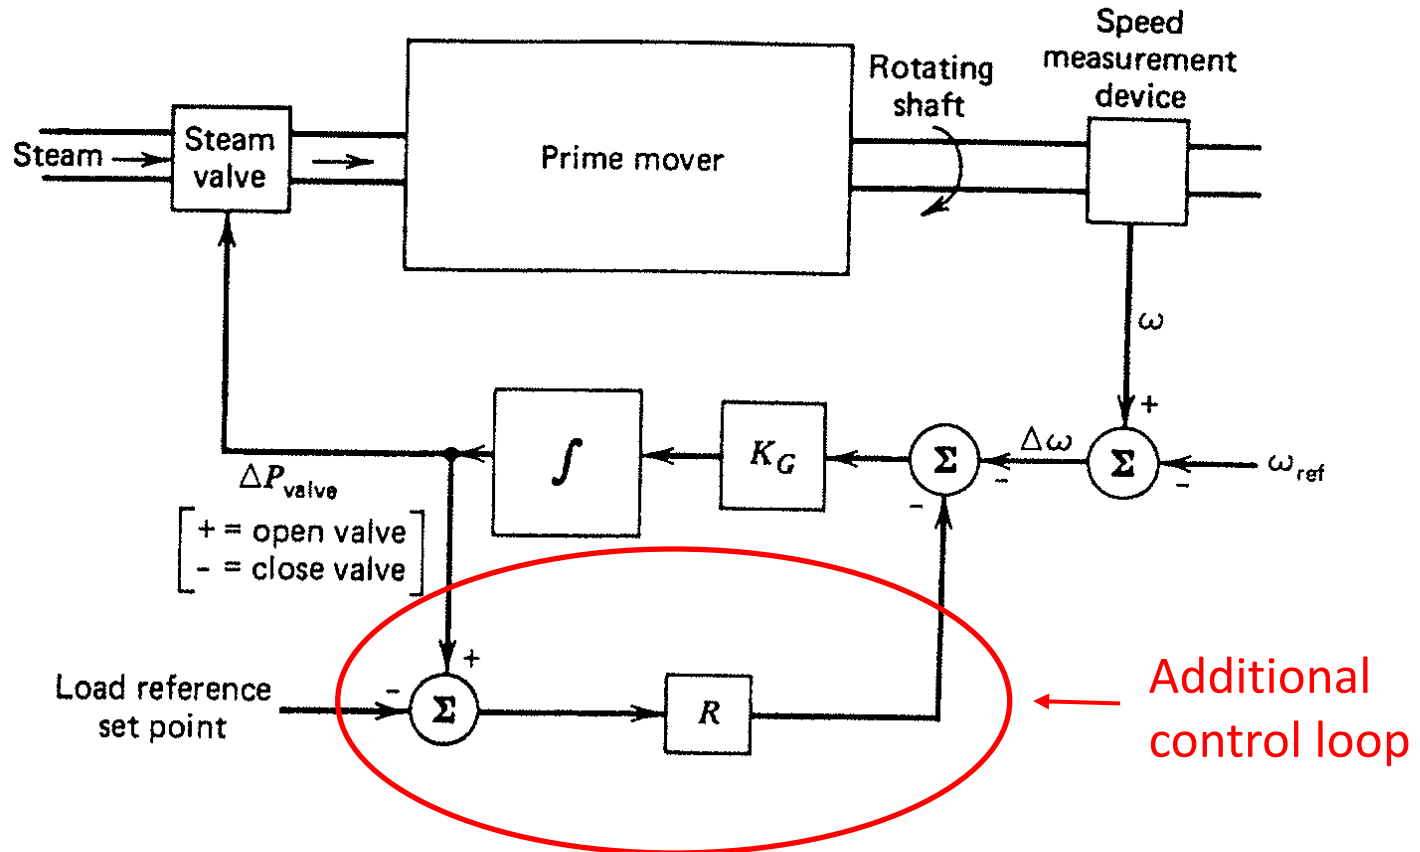 Speed
measurement
device
Rotating
shaft
Steam
Steam
valve
Prime mover
ω
+
Σ
-
ω_ref
Δω
-
Σ
-
K_G
∫
ΔP_valve
[+ = open valve
- = close valve]
Load reference
set point
-
+
Σ
R
Additional
control loop